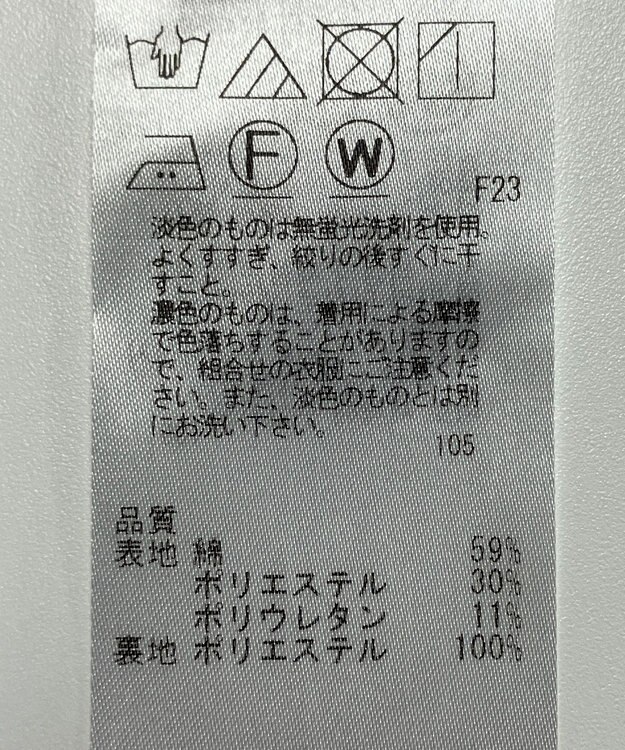 F W
F23
淡色のものは無蛍光洗剤を使用。
よくすすぎ、絞りの後すぐに干
すこと。
濃色のものは、着用による摩擦
で色落ちすることがありますの
で、組合せの衣服にご注意くだ
さい。また、淡色のものとは別
にお洗い下さい。
105
品質
表地 綿 59%
ポリエステル 30%
ポリウレタン 11%
裏地 ポリエステル 100%